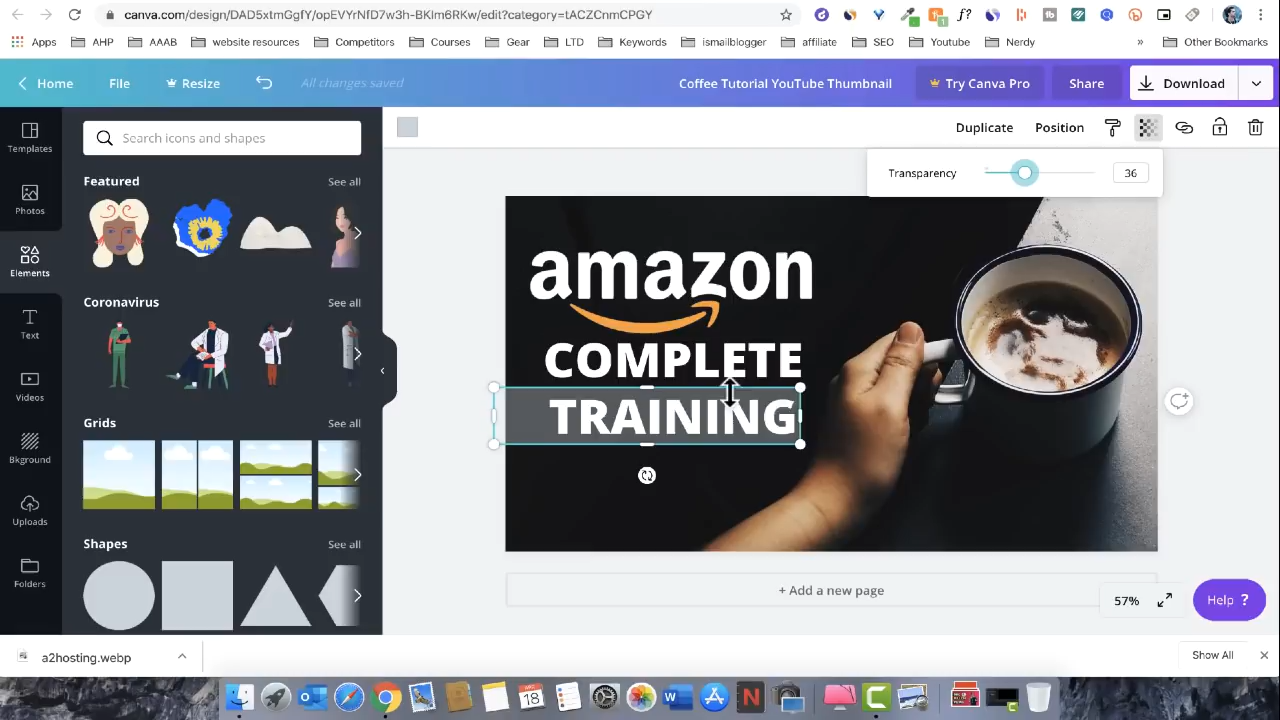 canva.com/design/DAD5xtmGgfY/opEVYrNfD7w3h-BKIm6RKw/edit?category=tACZCnmCPGY
Apps AHP AAAB website resources Competitors Courses Gear LTD Keywords ismailblogger affiliate SEO Youtube Nerdy » Other Bookmarks
Home File Resize All changes saved Coffee Tutorial YouTube Thumbnail Try Canva Pro Share Download
Search icons and shapes
Duplicate Position
Templates
Photos
Elements
Text
Videos
Bkground
Uploads
Folders
Featured See all
Coronavirus See all
Grids See all
Shapes See all
Transparency 36
amazon
COMPLETE
TRAINING
+ Add a new page
57%
Help ?
a2hosting.webp
Show All